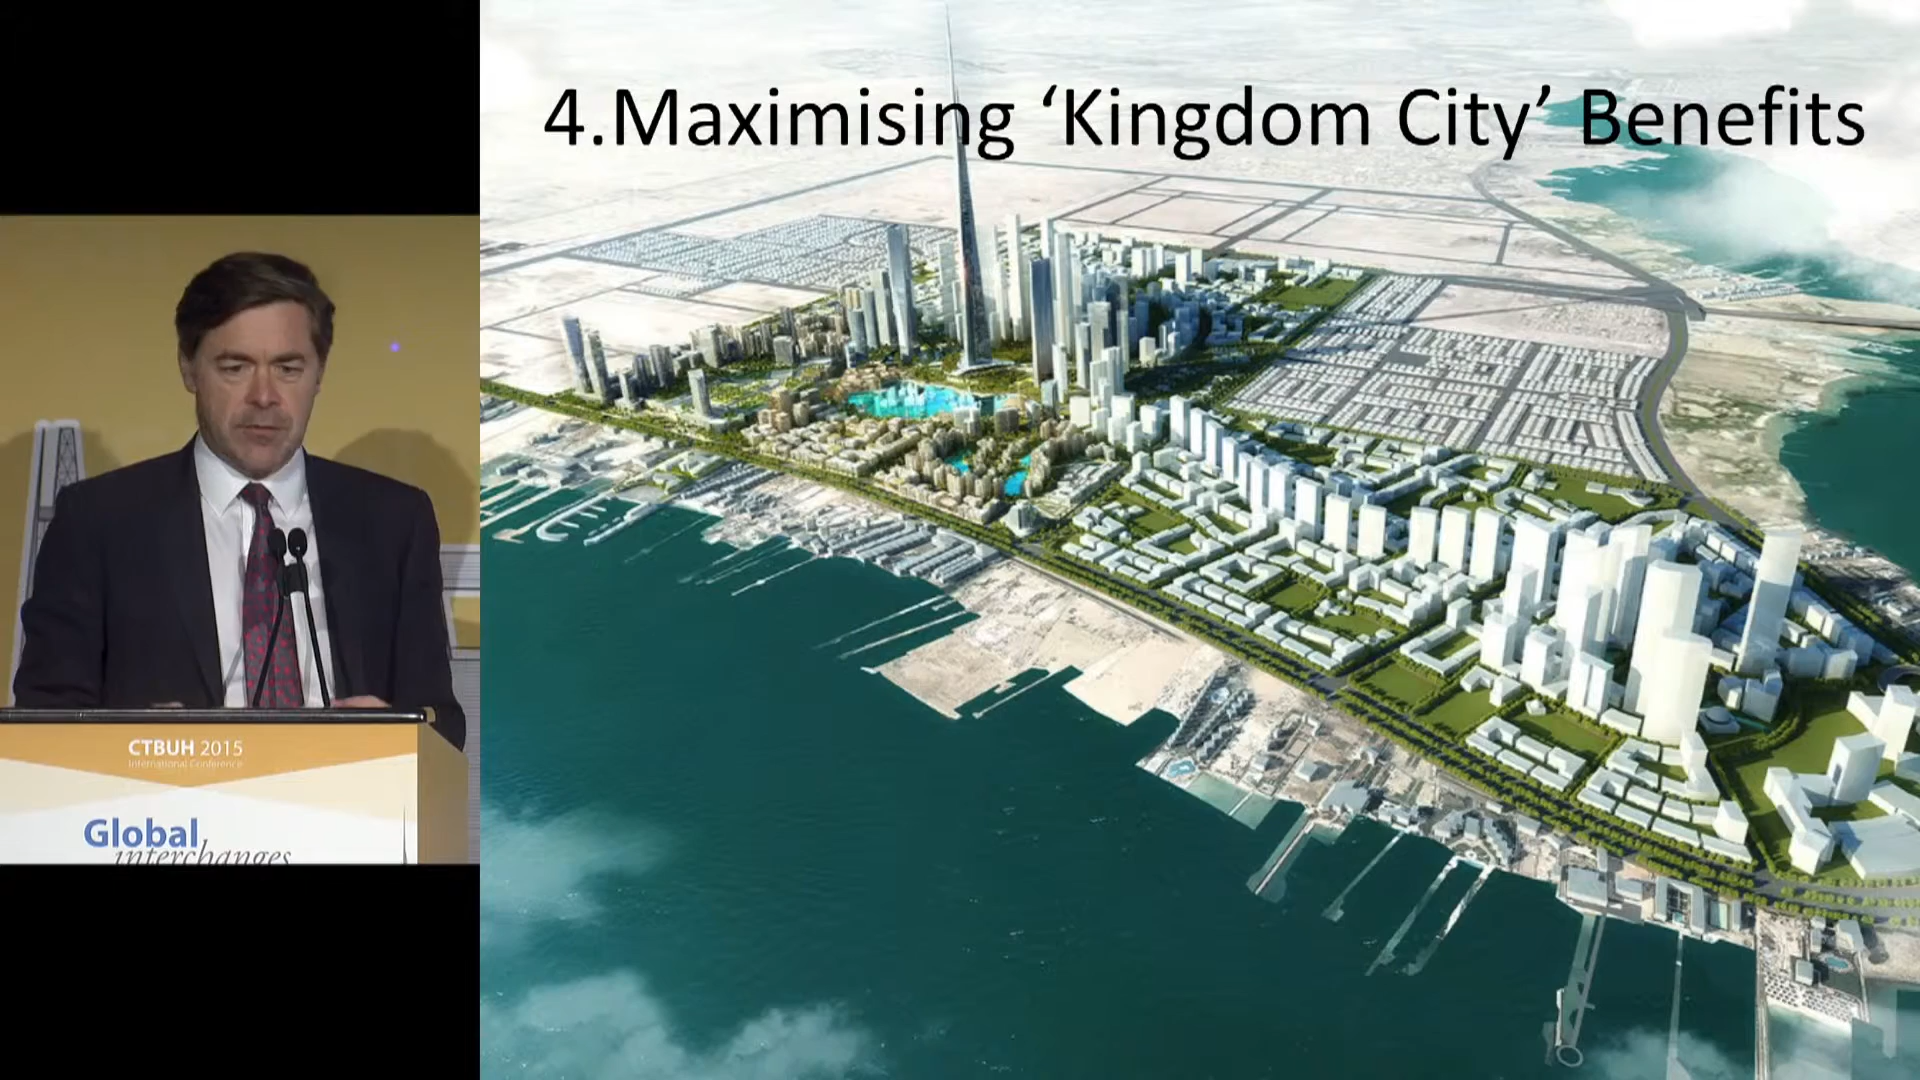 4.Maximising ‘Kingdom City’ Benefits
CTBUH 2015
International Conference
Global
interchanges